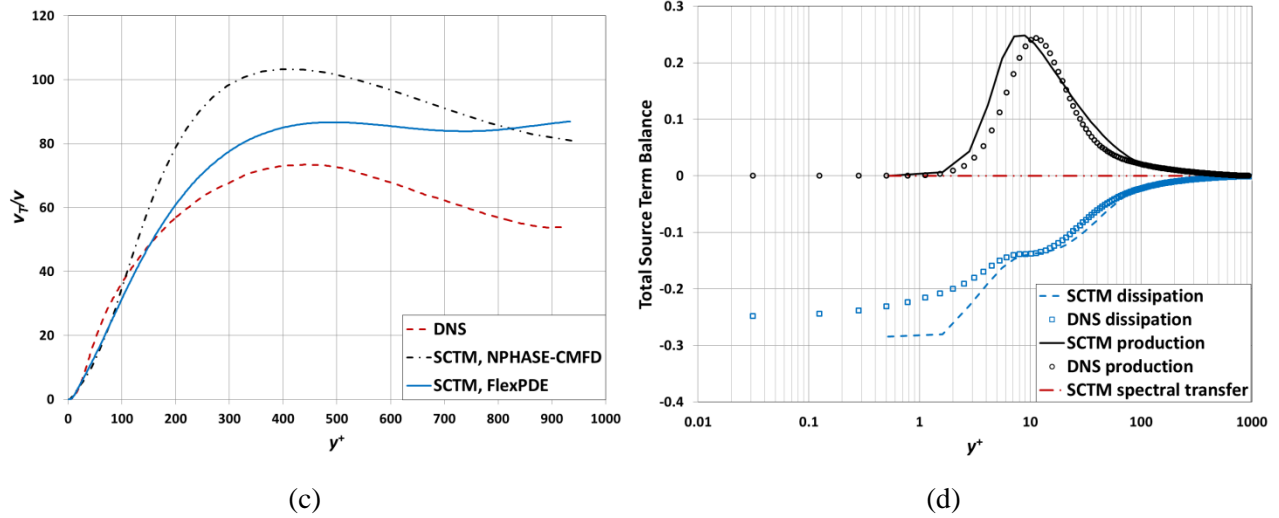 120
100
80
60
40
20
0
ν_T/ν
0 100 200 300 400 500 600 700 800 900 1000
y⁺
DNS
SCTM, NPHASE-CMFD
SCTM, FlexPDE
(c)
0.3
0.2
0.1
0
-0.1
-0.2
-0.3
-0.4
Total Source Term Balance
0.01 0.1 1 10 100 1000
y⁺
SCTM dissipation
DNS dissipation
SCTM production
DNS production
SCTM spectral transfer
(d)